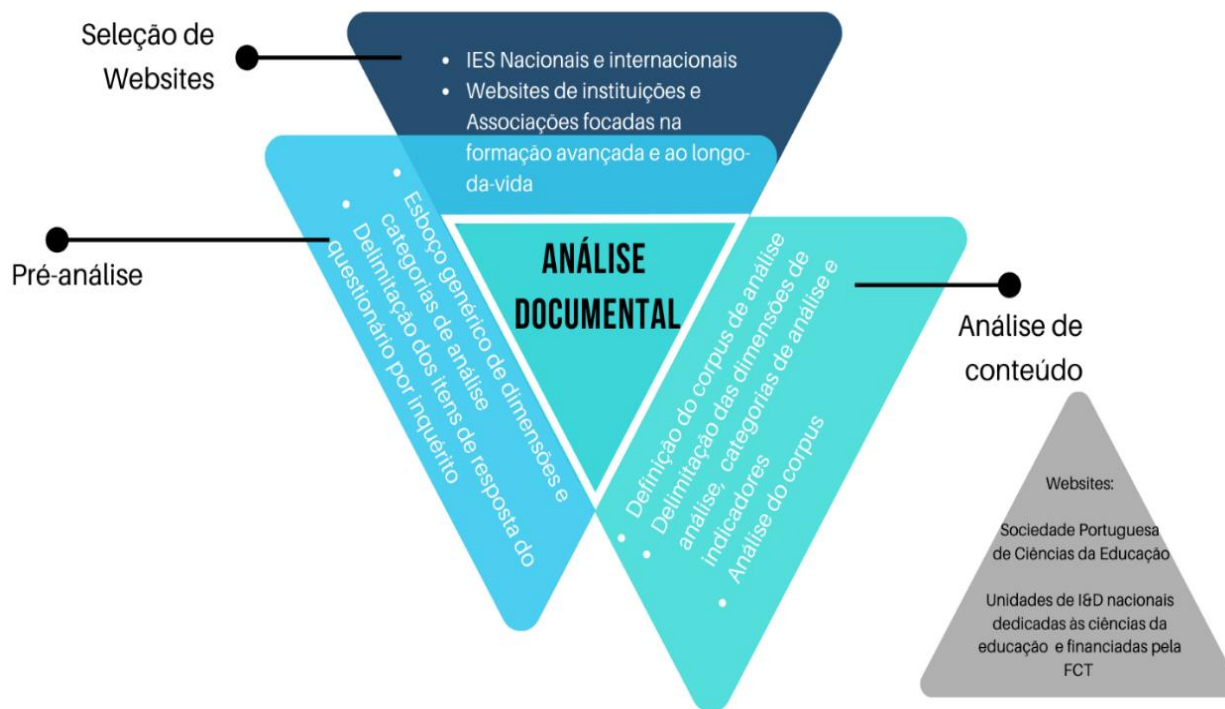 Seleção de
Websites
• IES Nacionais e internacionais
• Websites de instituições e
Associações focadas na
formação avançada e ao longo-
da-vida
Pré-análise
• Esboço genérico de dimensões e
categorias de análise
• Delimitação dos itens de resposta do
questionário por inquérito
ANÁLISE
DOCUMENTAL
• Definição do corpus de análise
• Delimitação das dimensões de
análise, categorias de análise e
indicadores
• Análise do corpus
Análise de
conteúdo
Websites:
Sociedade Portuguesa
de Ciências da Educação
Unidades de I&D nacionais
dedicadas às ciências da
educação e financiadas pela
FCT